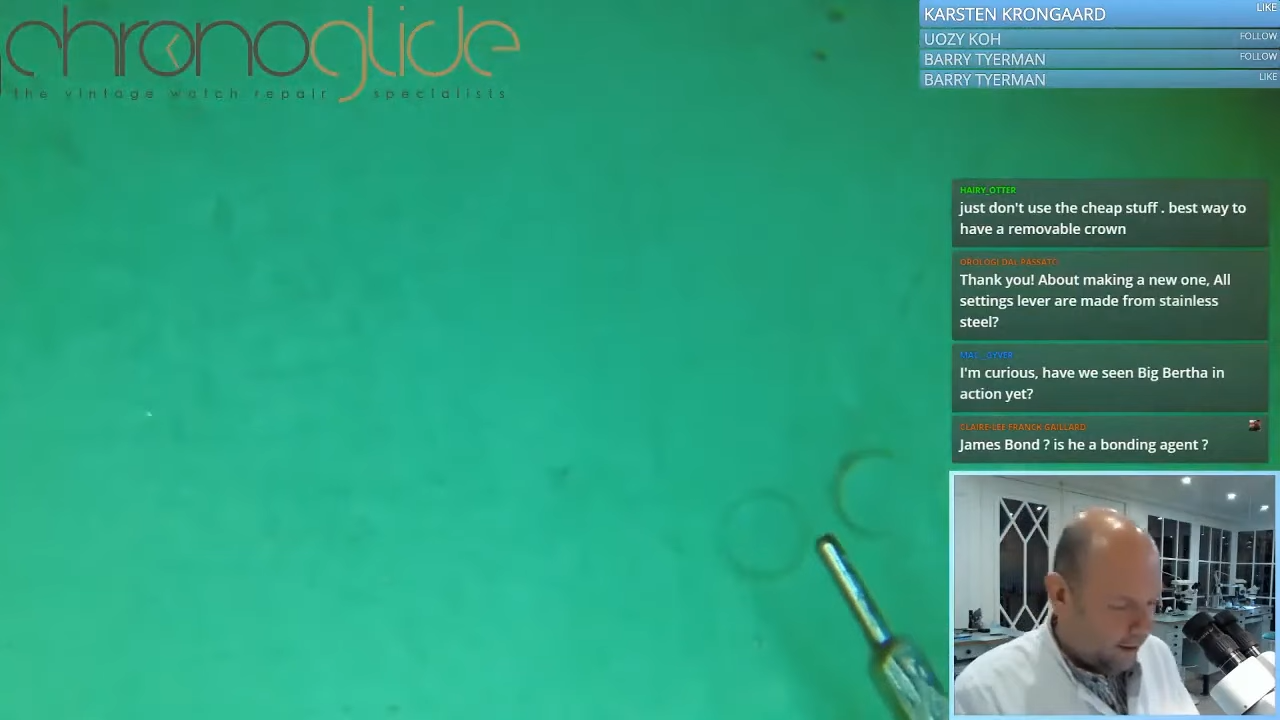 chronoglide
the vintage watch repair specialists
KARSTEN KRONGAARD LIKE
UOZY KOH FOLLOW
BARRY TYERMAN FOLLOW
BARRY TYERMAN LIKE
HAIRY_OTTER
just don't use the cheap stuff . best way to
have a removable crown
OROLOGI DAL PASSATO
Thank you! About making a new one, All
settings lever are made from stainless
steel?
MAC_GYVER
I'm curious, have we seen Big Bertha in
action yet?
CLAIRE-LEE FRANCK GAILLARD
James Bond ? is he a bonding agent ?